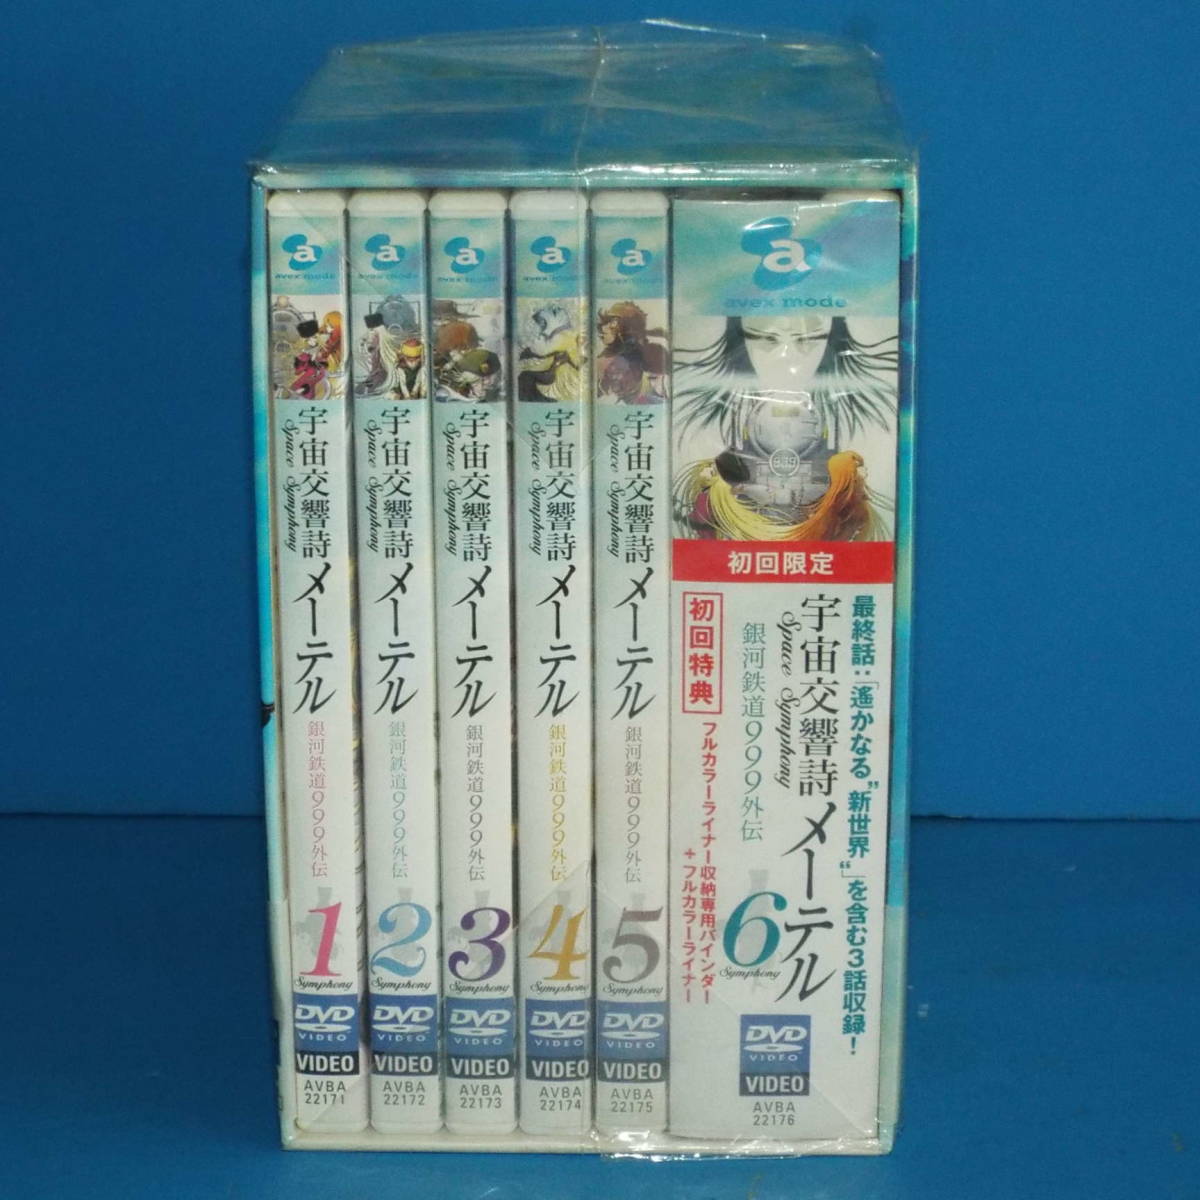 a
avex mode
宇宙交響詩メーテル
Space Symphony
銀河鉄道999外伝
1
Symphony
DVD
VIDEO
VIDEO
AVBA
22171
a
avex mode
宇宙交響詩メーテル
Space Symphony
銀河鉄道999外伝
2
Symphony
DVD
VIDEO
VIDEO
AVBA
22172
a
avex mode
宇宙交響詩メーテル
Space Symphony
銀河鉄道999外伝
3
Symphony
DVD
VIDEO
VIDEO
AVBA
22173
a
avex mode
宇宙交響詩メーテル
Space Symphony
銀河鉄道999外伝
4
Symphony
DVD
VIDEO
VIDEO
AVBA
22174
a
avex mode
宇宙交響詩メーテル
Space Symphony
銀河鉄道999外伝
5
Symphony
DVD
VIDEO
VIDEO
AVBA
22175
a
avex mode
999
初回限定
最終話:「遙かなる"新世界"」を含む3話収録!
宇宙交響詩メーテル
Space Symphony
銀河鉄道999外伝
初回特典
フルカラーライナー収納専用バインダー
+フルカラーライナー
6
Symphony
DVD
VIDEO
VIDEO
AVBA
22176